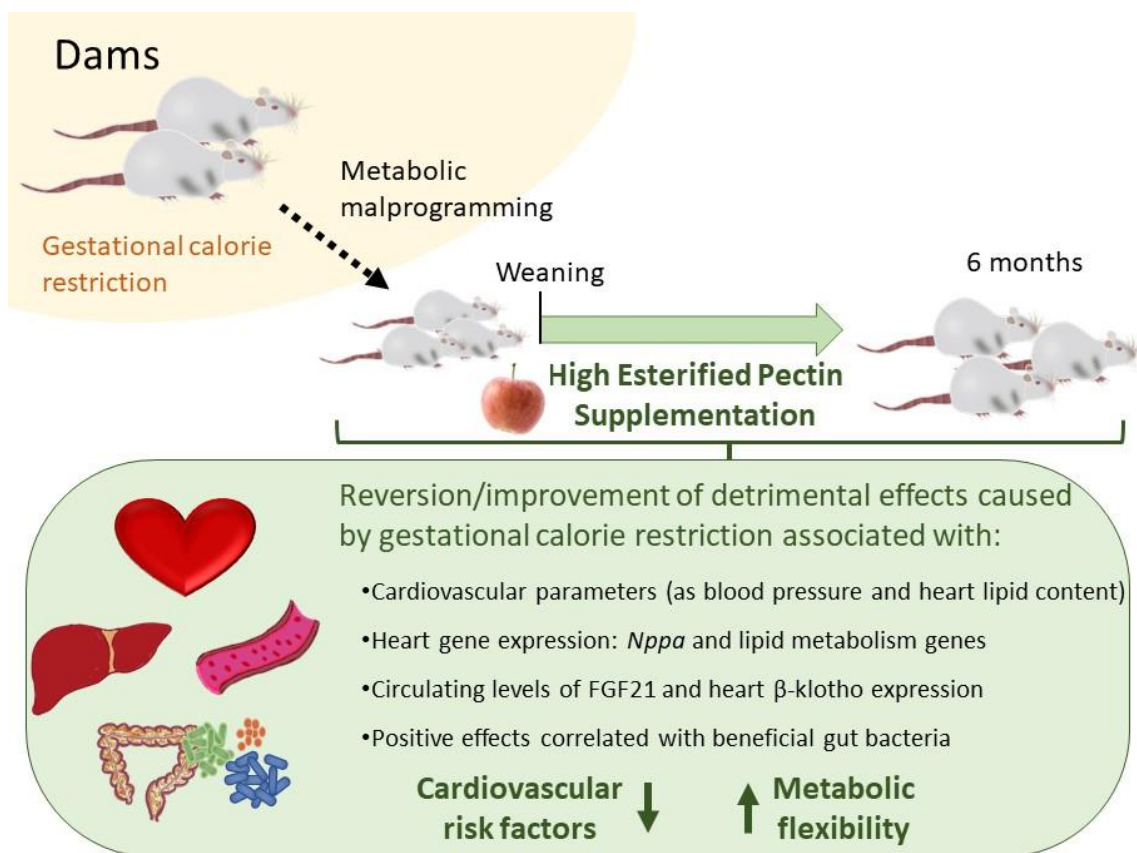 Dams
Metabolic
malprogramming
Gestational calorie
restriction
Weaning
6 months
High Esterified Pectin
Supplementation
Reversion/improvement of detrimental effects caused
by gestational calorie restriction associated with:
•Cardiovascular parameters (as blood pressure and heart lipid content)
•Heart gene expression: Nppa and lipid metabolism genes
•Circulating levels of FGF21 and heart β-klotho expression
•Positive effects correlated with beneficial gut bacteria
Cardiovascular
risk factors
Metabolic
flexibility